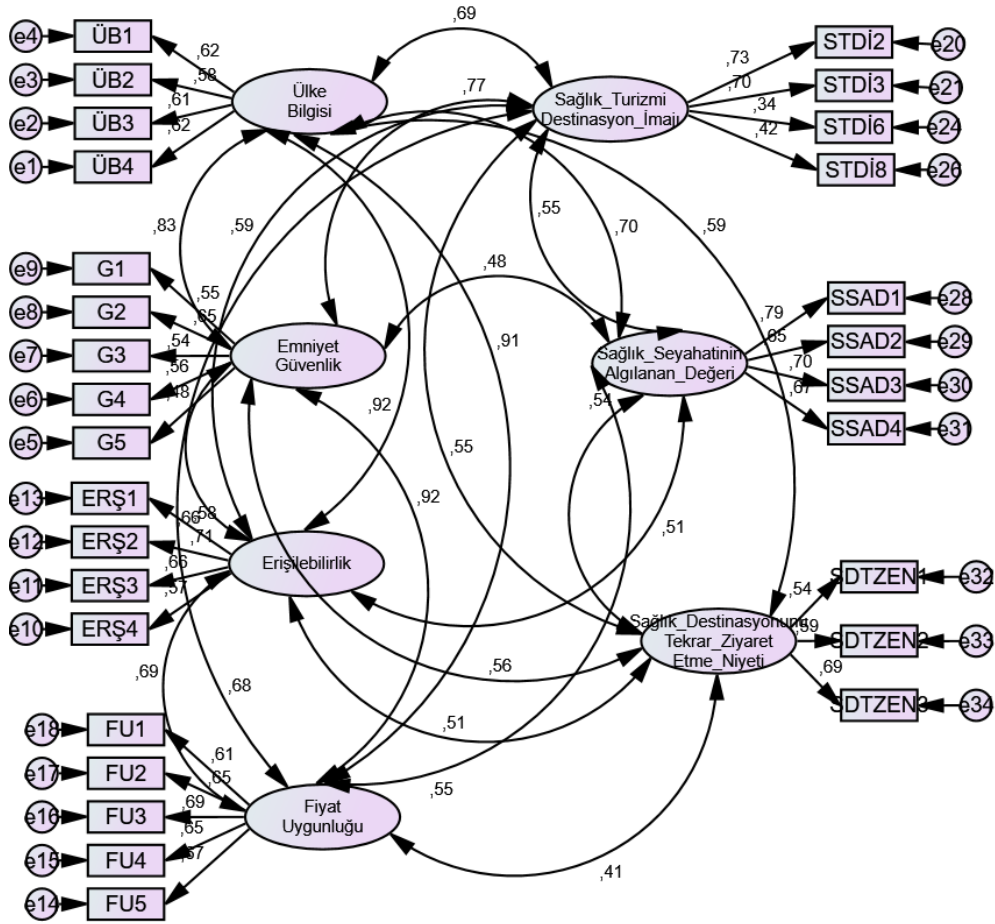 e4 ÜB1
e3 ÜB2
e2 ÜB3
e1 ÜB4
,62
,58
,61
,62
Ülke
Bilgisi
,69
,77
Sağlık_Turizmi
Destinasyon_İmajı
,73
,70
,34
,42
STDİ2 e20
STDİ3 e21
STDİ6 e24
STDİ8 e26
,83
,59
,55
,70
,59
,48
e9 G1
e8 G2
e7 G3
e6 G4
e5 G5
,55
,65
,54
,56
,48
Emniyet
Güvenlik
,91
,92
,54
Sağlık_Seyahatinin
Algılanan_Değeri
,79
,65
,70
,67
SSAD1 e28
SSAD2 e29
SSAD3 e30
SSAD4 e31
,55
,92
,51
e13 ERŞ1
e12 ERŞ2
e11 ERŞ3
e10 ERŞ4
,66
,58
,71
,66
,57
Erişilebilirlik
Tekrar_Ziyaret
Etme_Niyeti
,54
,69
SDTZEN1 e32
SDTZEN2 e33
SDTZEN3 e34
,69
,68
,56
,51
,55
,41
e18 FU1
e17 FU2
e16 FU3
e15 FU4
e14 FU5
,61
,65
,69
,65
Fiyat
Uygunluğu